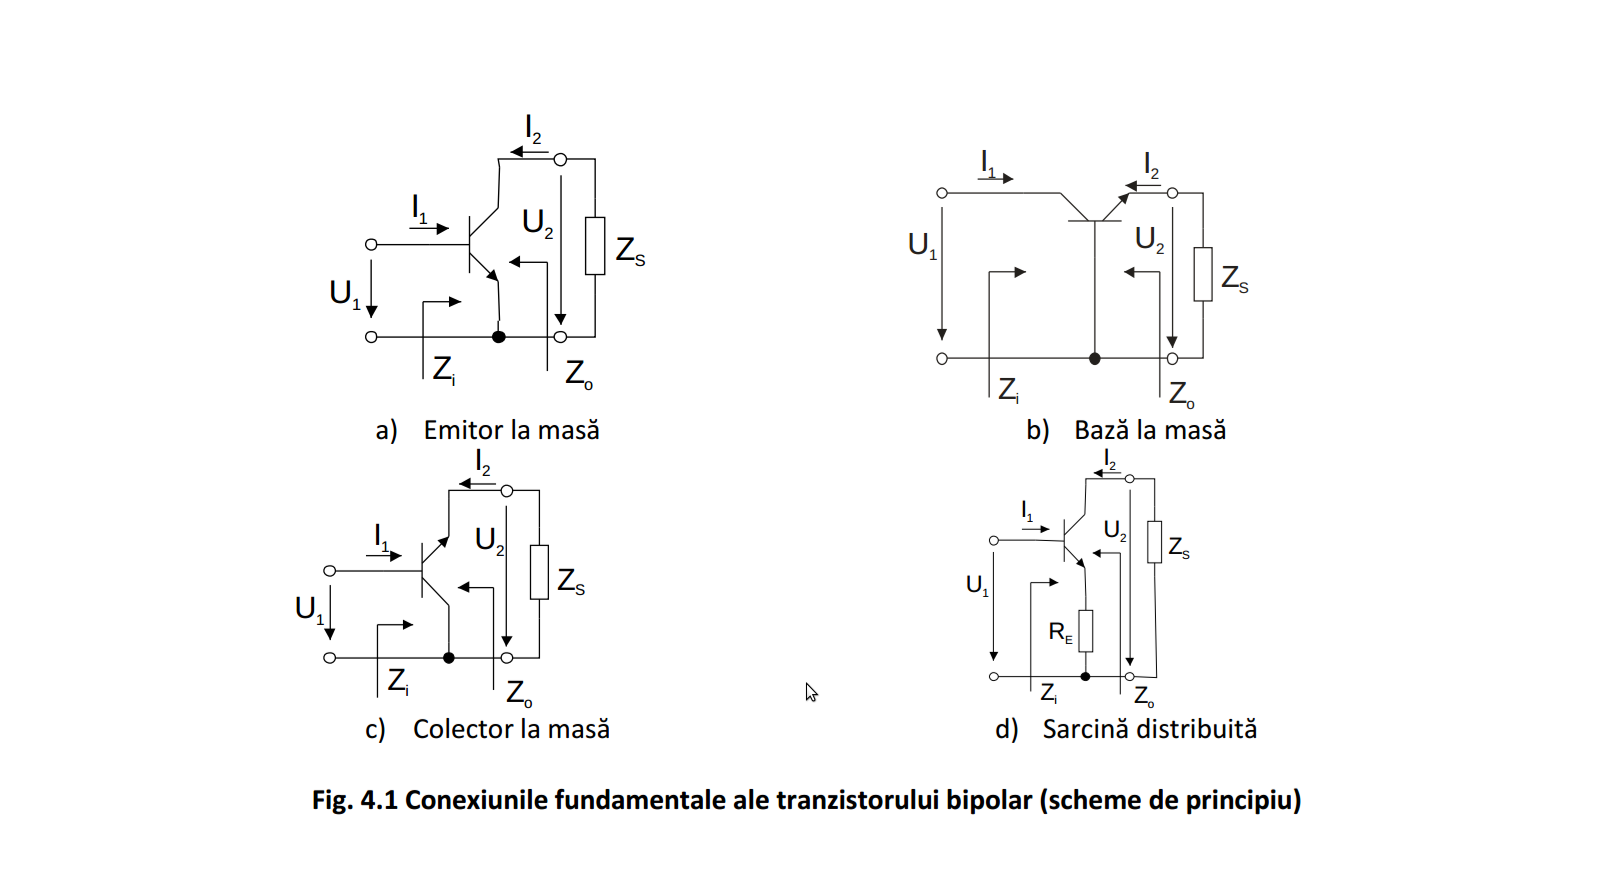 I2
I1
U2
ZS
U1
Zi
Zo
a) Emitor la masă
I1
I2
U1
U2
ZS
Zi
Zo
b) Bază la masă
I2
I1
U2
ZS
U1
Zi
Zo
c) Colector la masă
I2
I1
U2
ZS
U1
RE
Zi
Zo
d) Sarcină distribuită
Fig. 4.1 Conexiunile fundamentale ale tranzistorului bipolar (scheme de principiu)